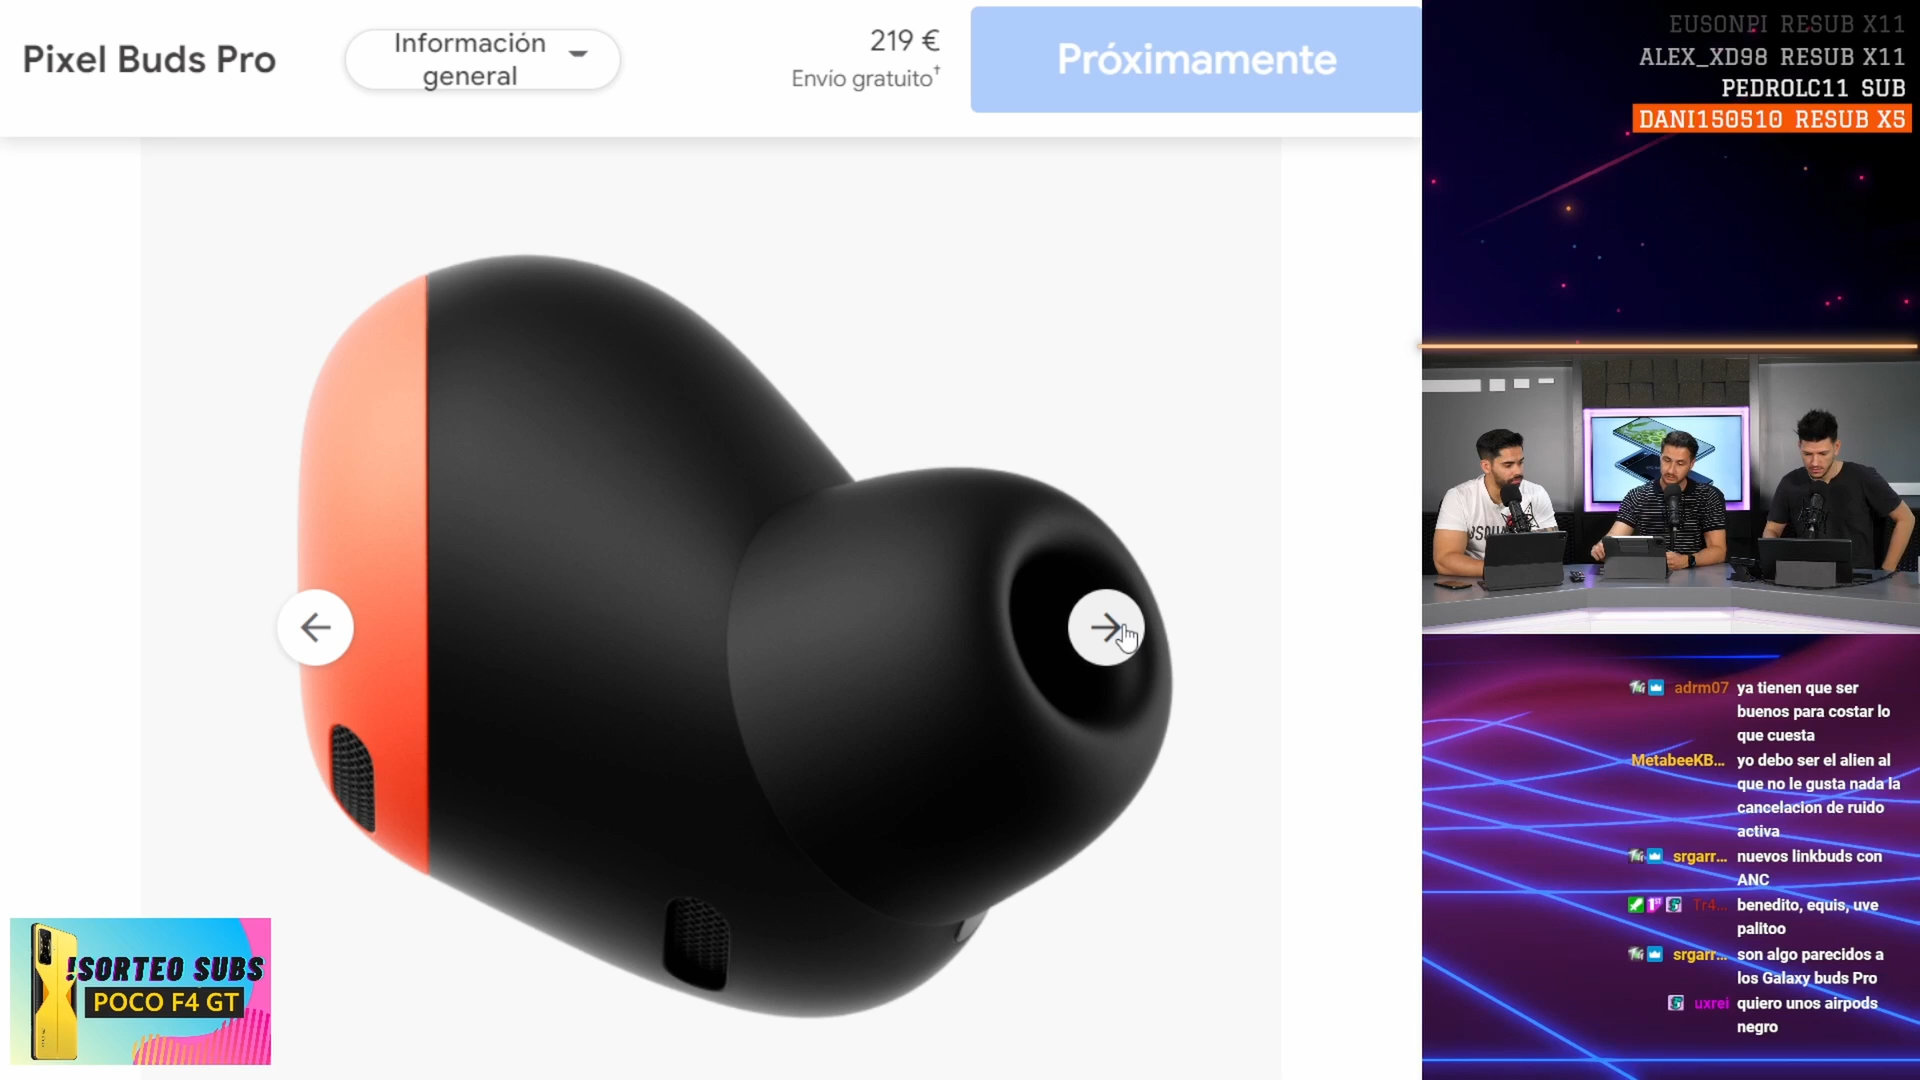 Pixel Buds Pro
Información
general
219 €
Envío gratuito†
Próximamente
EUSONPI RESUB X11
ALEX_XD98 RESUB X11
PEDROLC11 SUB
DANI150510 RESUB X5
!SORTEO SUBS
POCO F4 GT
adrm07 ya tienen que ser
buenos para costar lo
que cuesta
MetabeeKB... yo debo ser el alien al
que no le gusta nada la
cancelacion de ruido
activa
srgarr... nuevos linkbuds con
ANC
Tr4... benedito, equis, uve
palitoo
srgarr... son algo parecidos a
los Galaxy buds Pro
uxrei quiero unos airpods
negro